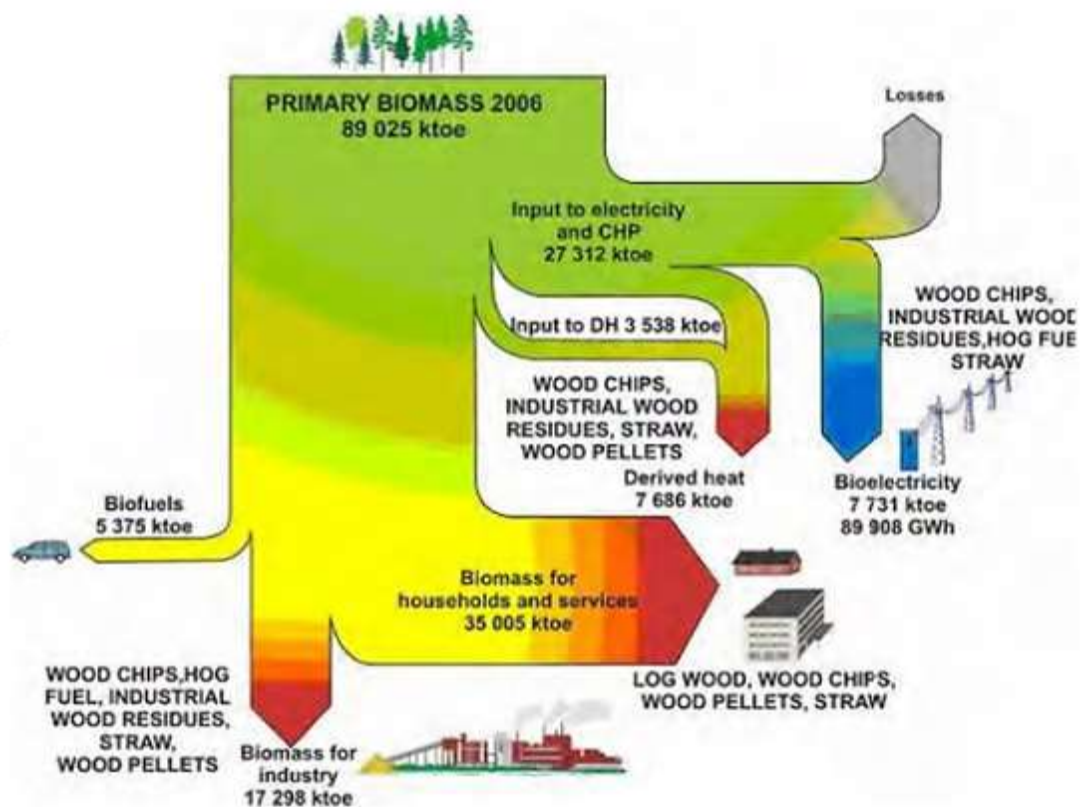 PRIMARY BIOMASS 2006
89 025 ktoe
Losses
Input to electricity
and CHP
27 312 ktoe
Input to DH 3 538 ktoe
WOOD CHIPS,
INDUSTRIAL WOOD
RESIDUES,HOG FUE
STRAW
WOOD CHIPS,
INDUSTRIAL WOOD
RESIDUES, STRAW,
WOOD PELLETS
Derived heat
7 686 ktoe
Bioelectricity
7 731 ktoe
89 908 GWh
Biofuels
5 375 ktoe
Biomass for
households and services
35 005 ktoe
LOG WOOD, WOOD CHIPS,
WOOD PELLETS, STRAW
WOOD CHIPS,HOG
FUEL, INDUSTRIAL
WOOD RESIDUES,
STRAW,
WOOD PELLETS
Biomass for
industry
17 298 ktoe